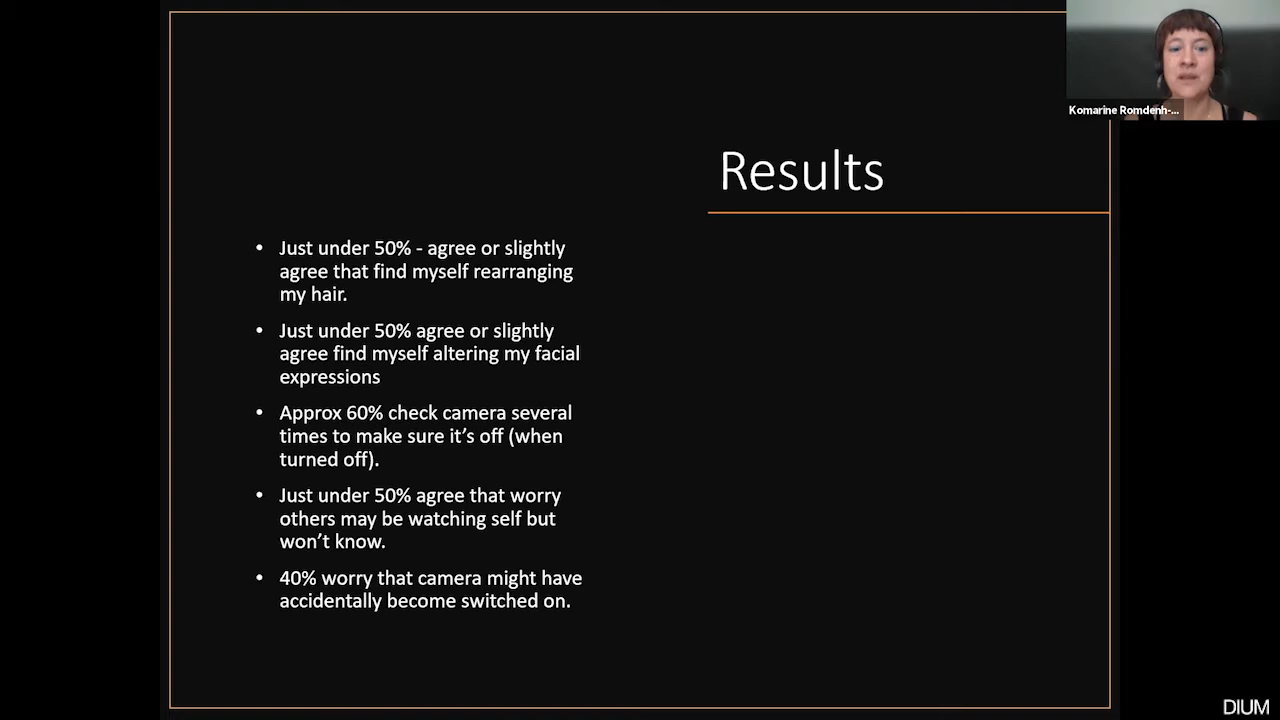 Komarine Romdenh-...
Results
• Just under 50% - agree or slightly
agree that find myself rearranging
my hair.
• Just under 50% agree or slightly
agree find myself altering my facial
expressions
• Approx 60% check camera several
times to make sure it’s off (when
turned off).
• Just under 50% agree that worry
others may be watching self but
won’t know.
• 40% worry that camera might have
accidentally become switched on.
DIUM